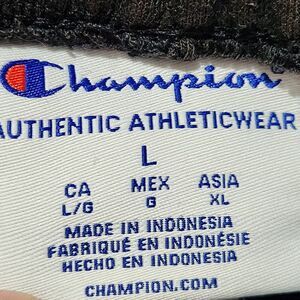 Champion
AUTHENTIC ATHLETICWEAR
L
CA MEX ASIA
L/G G XL
MADE IN INDONESIA
FABRIQUÉ EN INDONÉSIE
HECHO EN INDONESIA
CHAMPION.COM